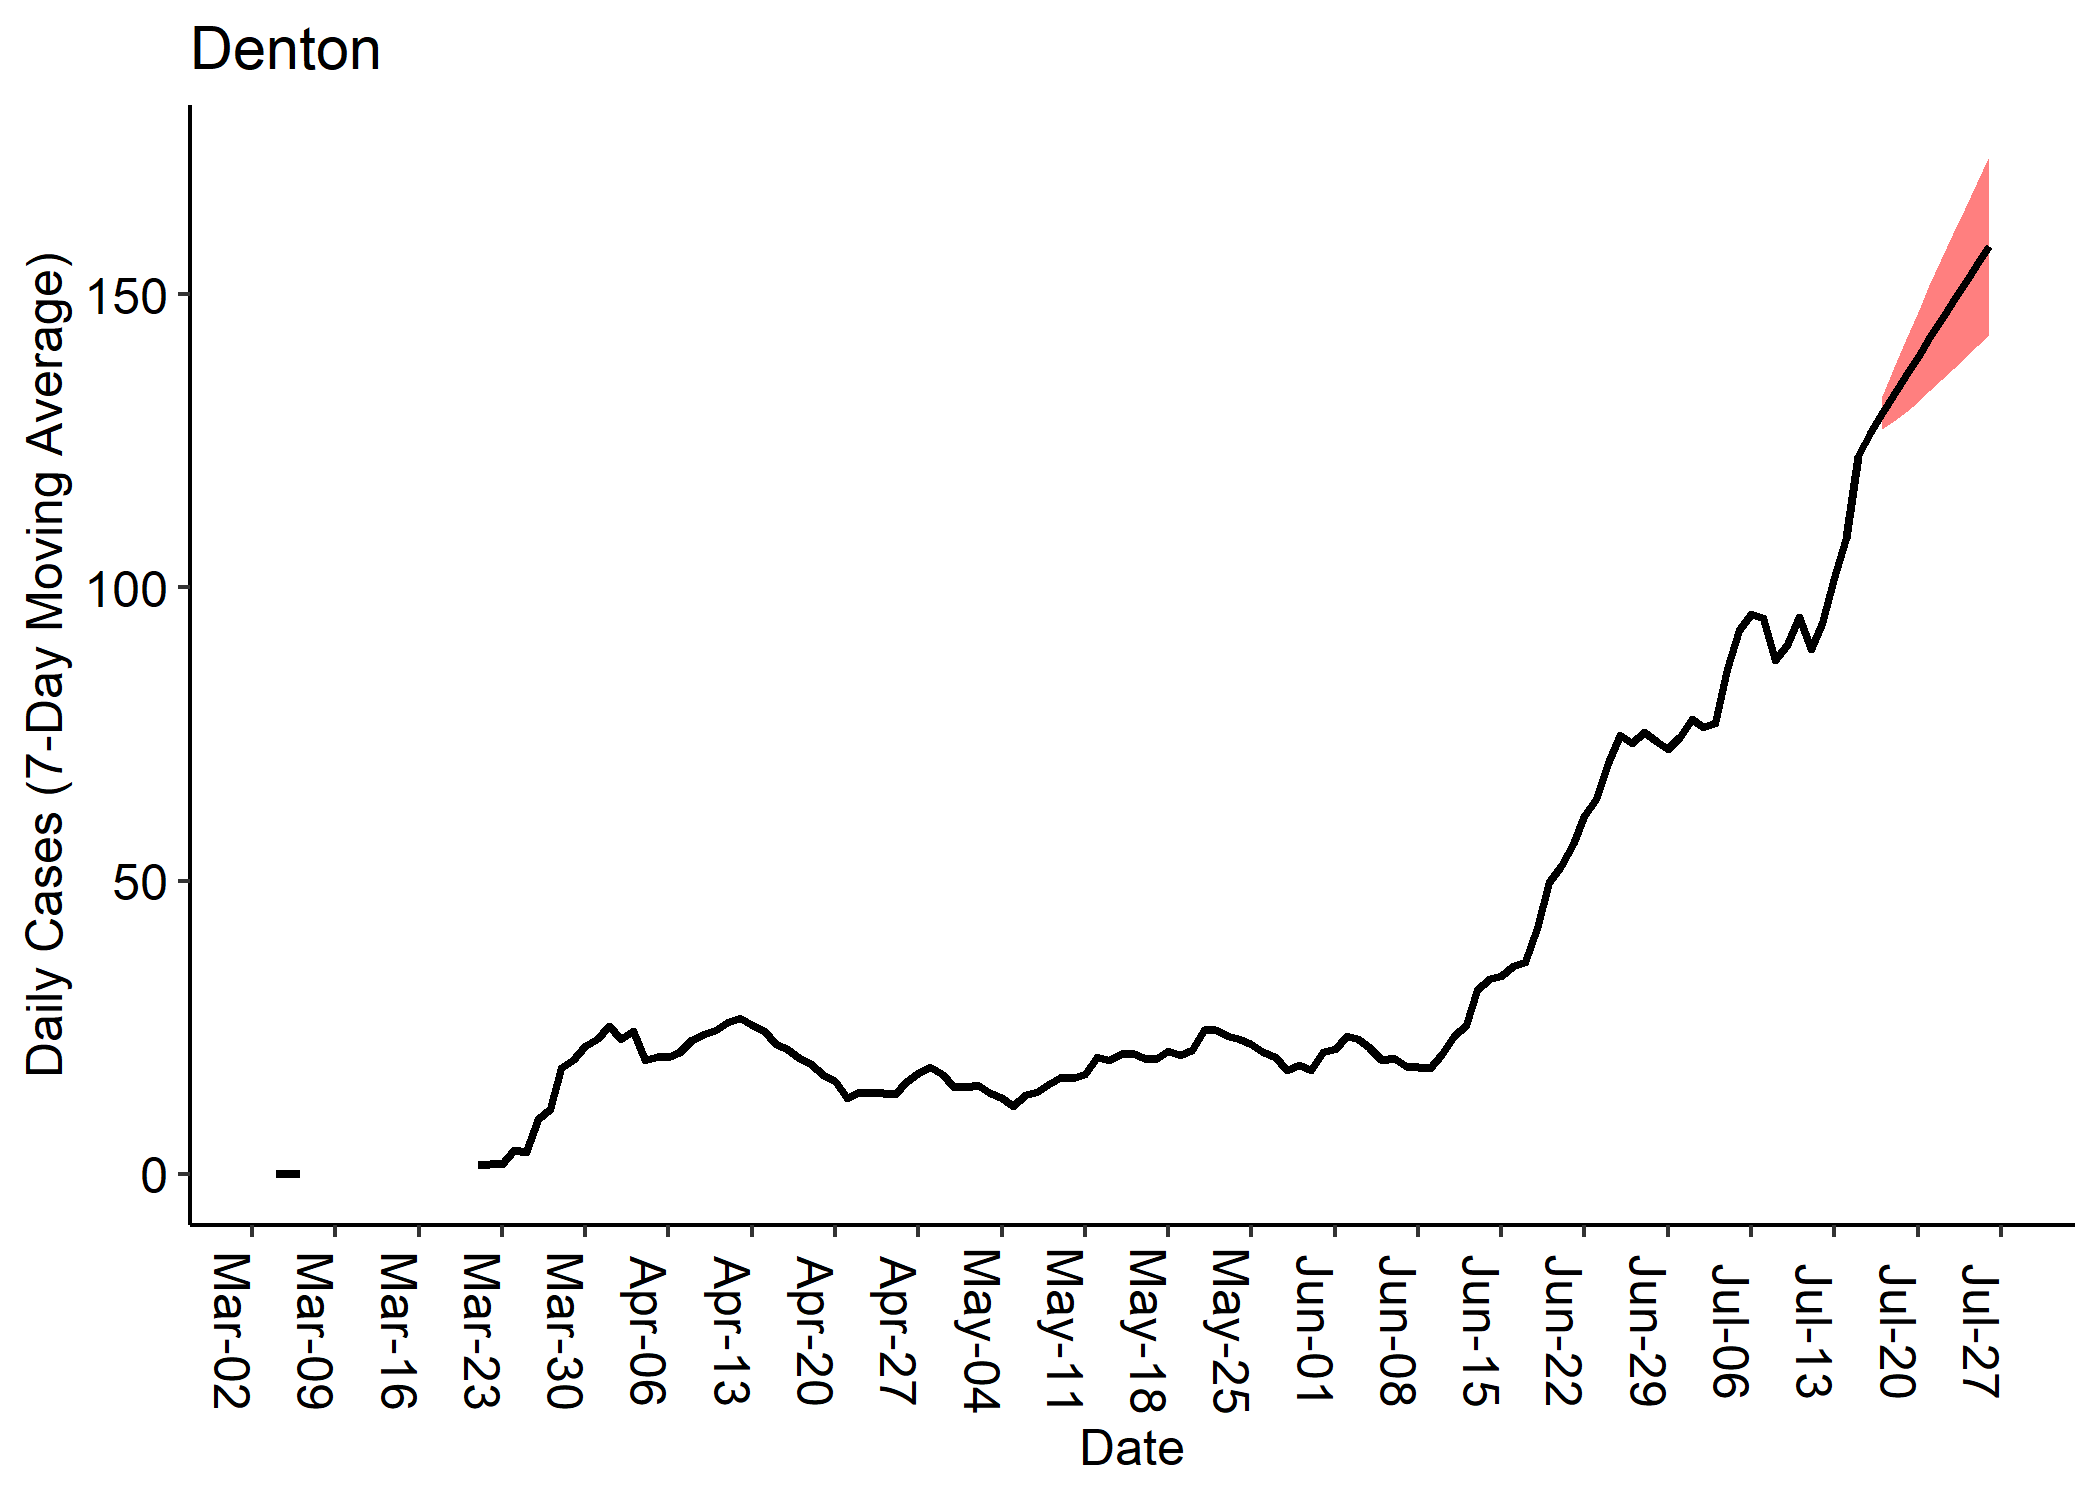 Denton
Daily Cases (7-Day Moving Average)
150
100
50
0
Mar-02
Mar-09
Mar-16
Mar-23
Mar-30
Apr-06
Apr-13
Apr-20
Apr-27
May-04
May-11
May-18
May-25
Jun-01
Jun-08
Jun-15
Jun-22
Jun-29
Jul-06
Jul-13
Jul-20
Jul-27
Date